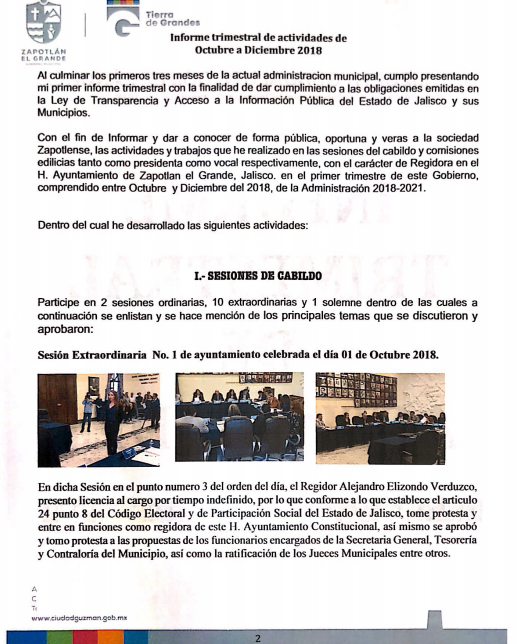 Tierra
de Grandes
ZAPOTLÁN
EL GRANDE
Informe trimestral de actividades de
Octubre a Diciembre 2018
Al culminar los primeros tres meses de la actual administracion municipal, cumplo presentando
mi primer informe trimestral con la finalidad de dar cumplimiento a las obligaciones emitidas en
la Ley de Transparencia y Acceso a la Información Pública del Estado de Jalisco y sus
Municipios.
Con el fin de Informar y dar a conocer de forma pública, oportuna y veras a la sociedad
Zapotlense, las actividades y trabajos que he realizado en las sesiones del cabildo y comisiones
edilicias tanto como presidenta como vocal respectivamente, con el carácter de Regidora en el
H. Ayuntamiento de Zapotlan el Grande, Jalisco. en el primer trimestre de este Gobierno,
comprendido entre Octubre y Diciembre del 2018, de la Administración 2018-2021.
Dentro del cual he desarrollado las siguientes actividades:
I.- SESIONES DE CABILDO
Participe en 2 sesiones ordinarias, 10 extraordinarias y 1 solemne dentro de las cuales a
continuación se enlistan y se hace mención de los principales temas que se discutieron y
aprobaron:
Sesión Extraordinaria No. 1 de ayuntamiento celebrada el día 01 de Octubre 2018.
En dicha Sesión en el punto numero 3 del orden del día, el Regidor Alejandro Elizondo Verduzco,
presento licencia al cargo por tiempo indefinido, por lo que conforme a lo que establece el articulo
24 punto 8 del Código Electoral y de Participación Social del Estado de Jalisco, tome protesta y
entre en funciones como regidora de este H. Ayuntamiento Constitucional, así mismo se aprobó
y tomo protesta a las propuestas de los funcionarios encargados de la Secretaria General, Tesorería
y Contraloría del Municipio, así como la ratificación de los Jueces Municipales entre otros.
A
C
www.ciudadguzman.gob.mx
2